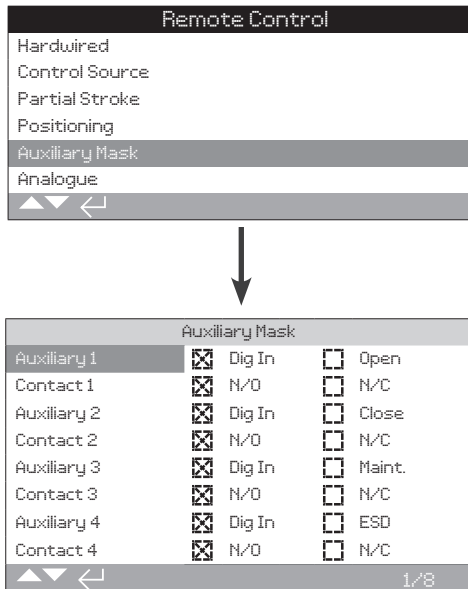 Remote Control
Hardwired
Control Source
Partial Stroke
Positioning
Auxiliary Mask
Analogue
Auxiliary Mask
Auxiliary 1 Dig In Open
Contact 1 N/O N/C
Auxiliary 2 Dig In Close
Contact 2 N/O N/C
Auxiliary 3 Dig In Maint.
Contact 3 N/O N/C
Auxiliary 4 Dig In ESD
Contact 4 N/O N/C
1/8